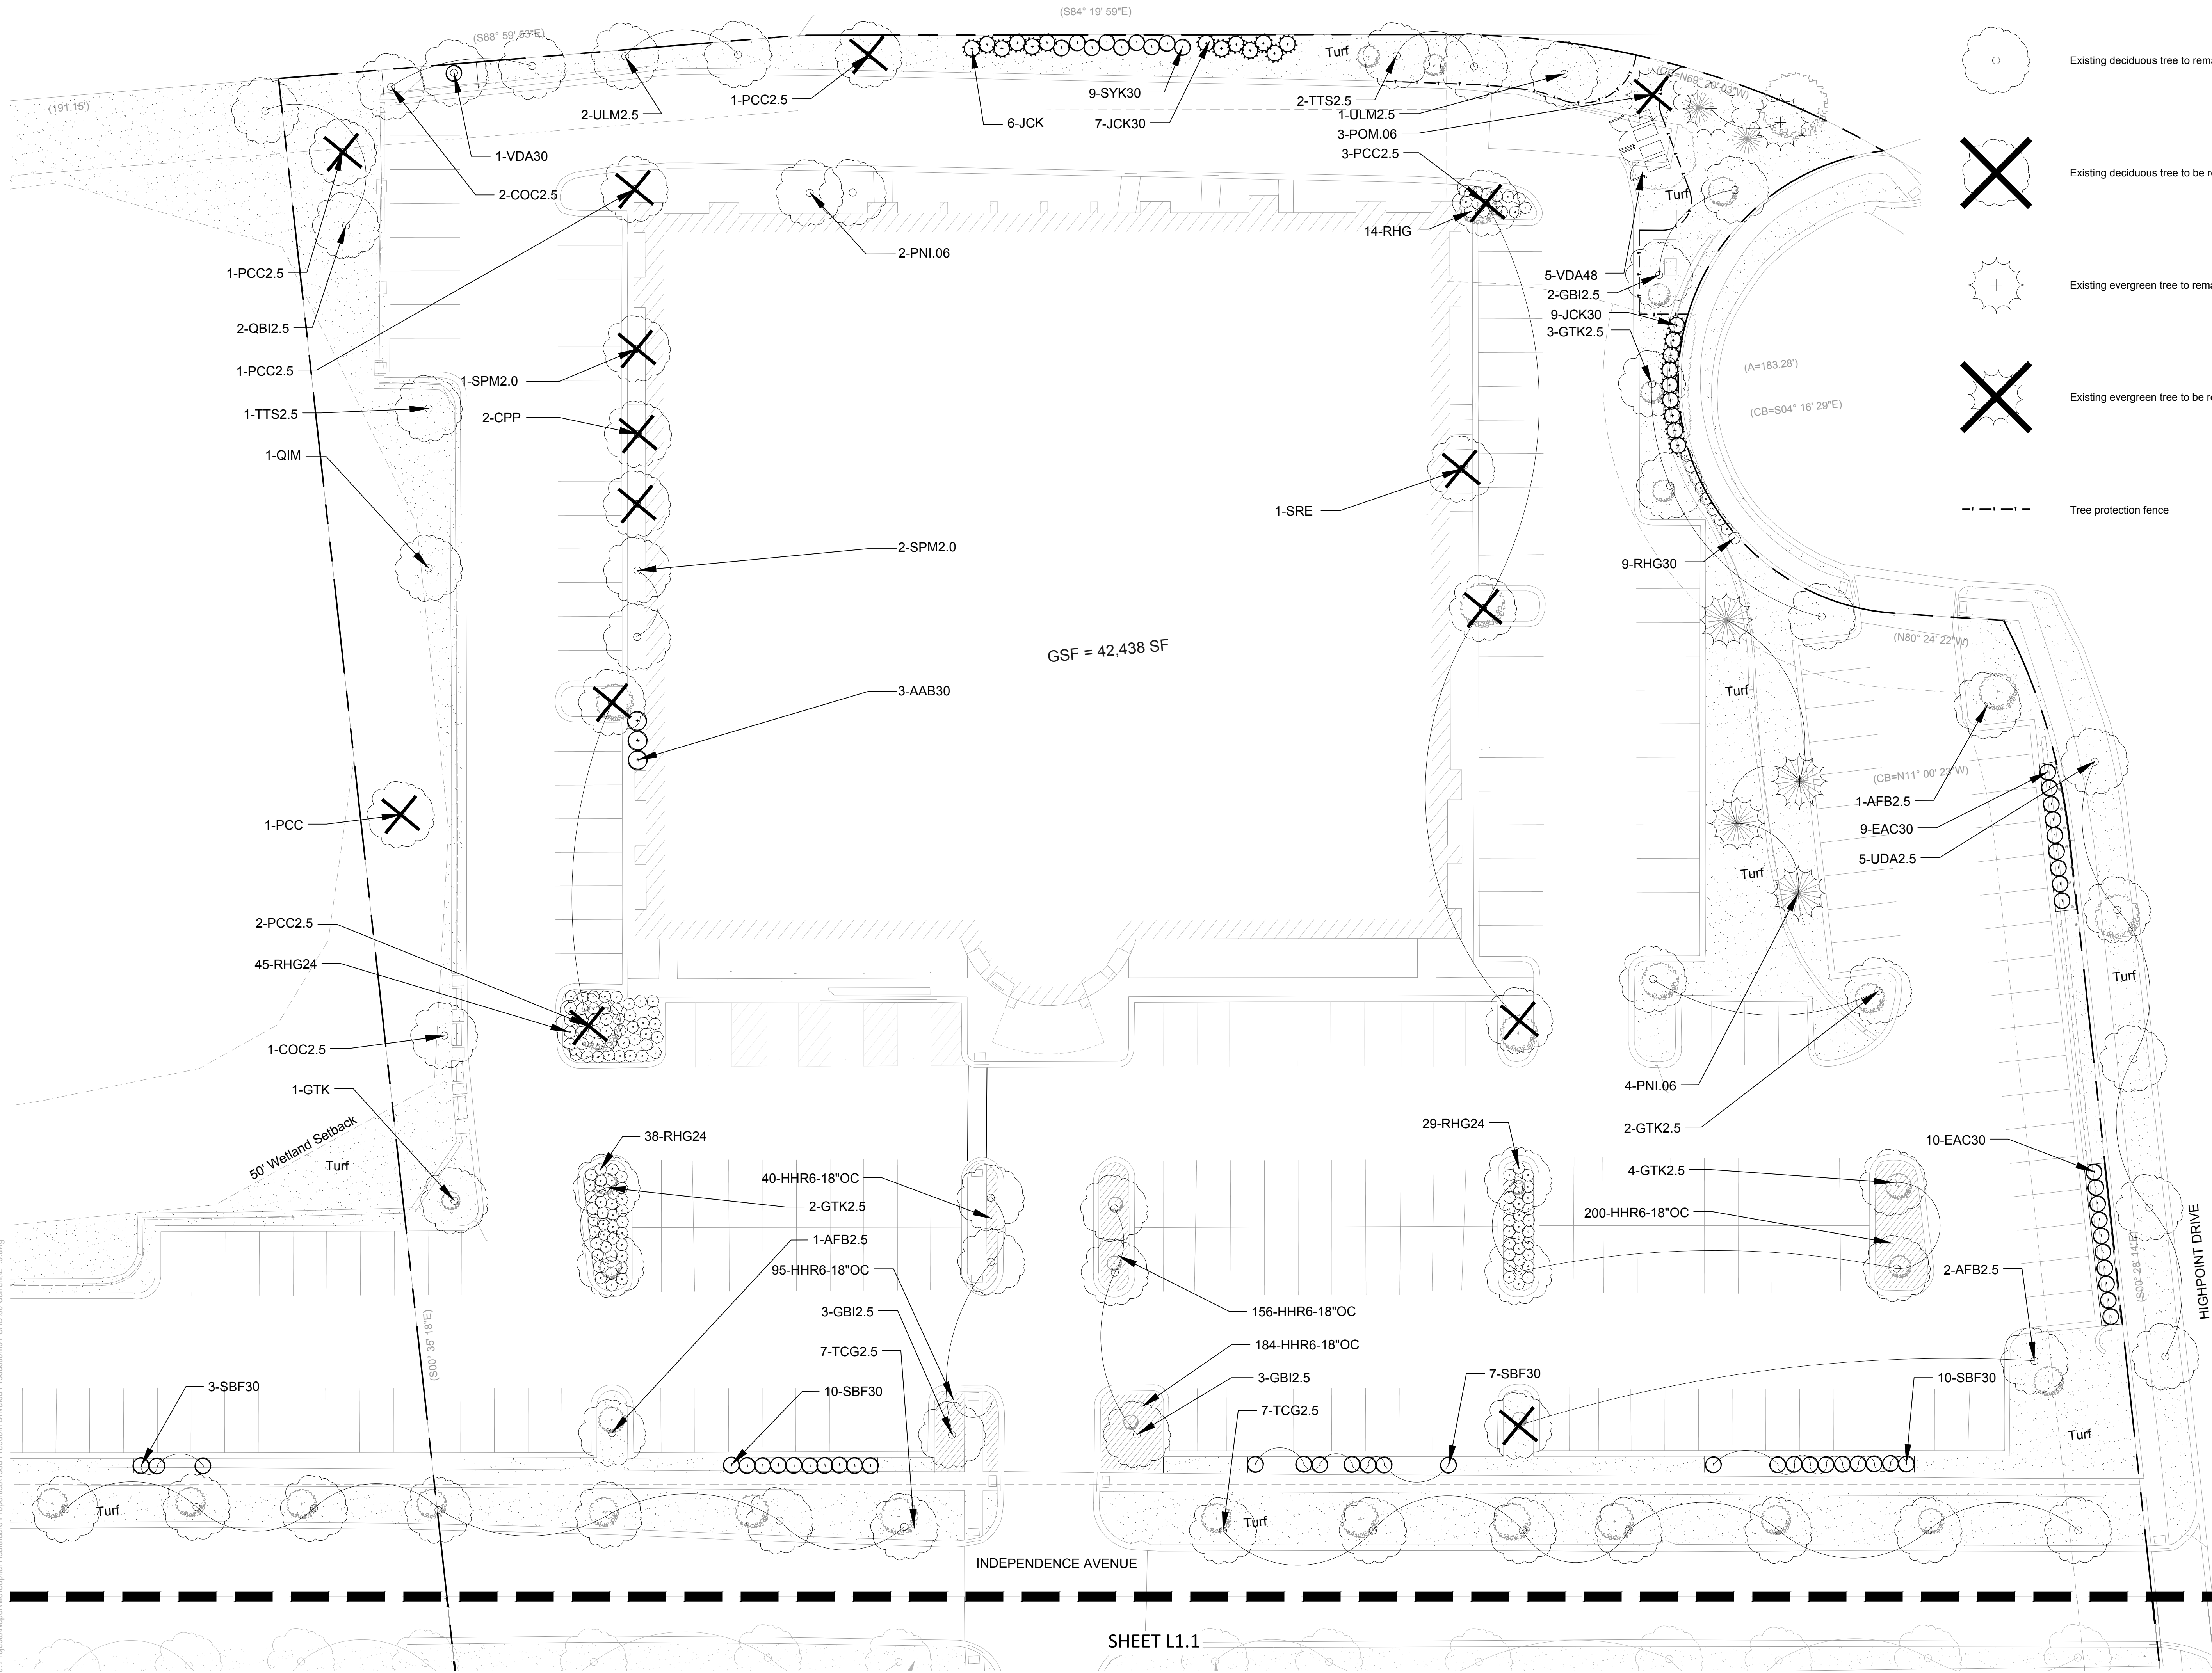 (S84° 19' 59"E)
(S88° 59' 53"E)
(191.15')
Turf
Existing deciduous tree to rema
1-PCC2.5
2-ULM2.5
9-SYK30
6-JCK
7-JCK30
2-TTS2.5
1-ULM2.5
3-POM.06
3-PCC2.5
1-VDA30
2-COC2.5
Existing deciduous tree to be re
Turf
14-RHG
2-PNI.06
1-PCC2.5
5-VDA48
2-GBI2.5
9-JCK30
3-GTK2.5
Existing evergreen tree to rema
2-QBI2.5
1-PCC2.5
1-SPM2.0
(A=183.28')
(CB=S04° 16' 29"E)
Existing evergreen tree to be re
1-TTS2.5
2-CPP
1-QIM
1-SRE
Tree protection fence
2-SPM2.0
9-RHG30
GSF = 42,438 SF
(N80° 24' 22"W)
3-AAB30
Turf
(CB=N11° 00' 23"W)
1-AFB2.5
1-PCC
9-EAC30
5-UDA2.5
Turf
2-PCC2.5
45-RHG24
Turf
1-COC2.5
1-GTK
4-PNI.06
2-GTK2.5
50' Wetland Setback
Turf
38-RHG24
29-RHG24
10-EAC30
40-HHR6-18"OC
4-GTK2.5
2-GTK2.5
200-HHR6-18"OC
1-AFB2.5
95-HHR6-18"OC
2-AFB2.5
(S00° 28' 14"E)
HIGHPOINT DRIVE
3-GBI2.5
156-HHR6-18"OC
(S00° 35' 18"E)
7-TCG2.5
184-HHR6-18"OC
3-GBI2.5
7-SBF30
3-SBF30
10-SBF30
10-SBF30
7-TCG2.5
Turf
Turf
Turf
INDEPENDENCE AVENUE
SHEET L1.1